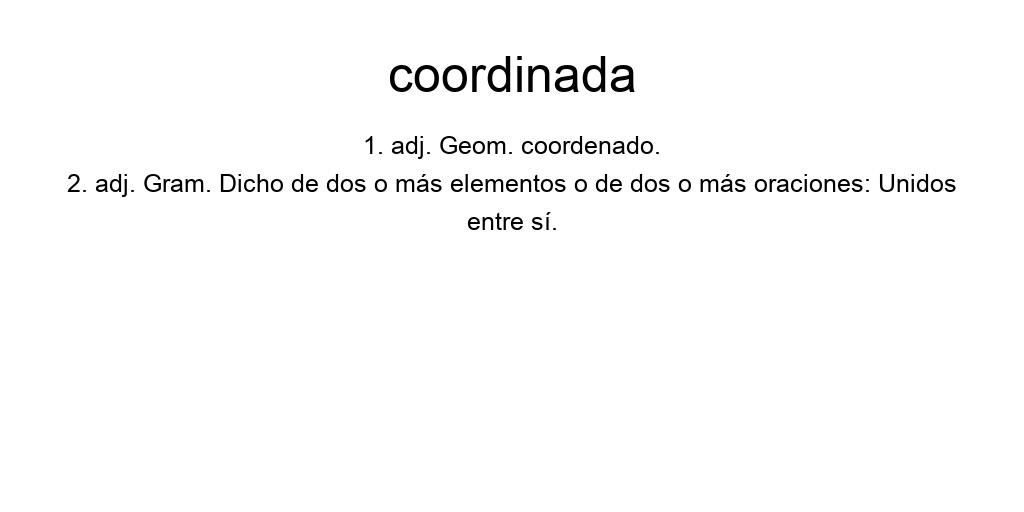 coordinada
1. adj. Geom. coordenado.
2. adj. Gram. Dicho de dos o más elementos o de dos o más oraciones: Unidos
entre sí.